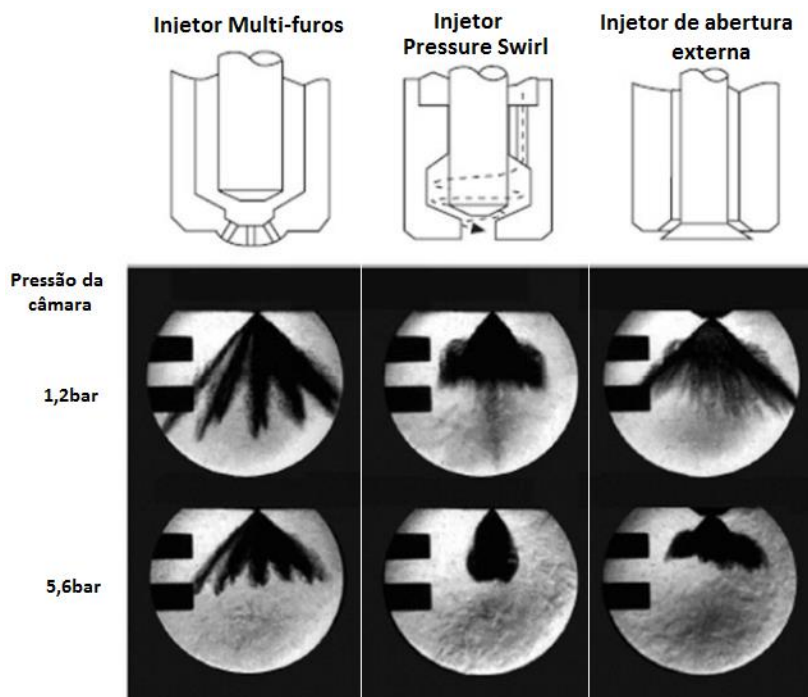 Injetor Multi-furos
Injetor
Pressure Swirl
Injetor de abertura
externa
Pressão da
câmara
1,2bar
5,6bar